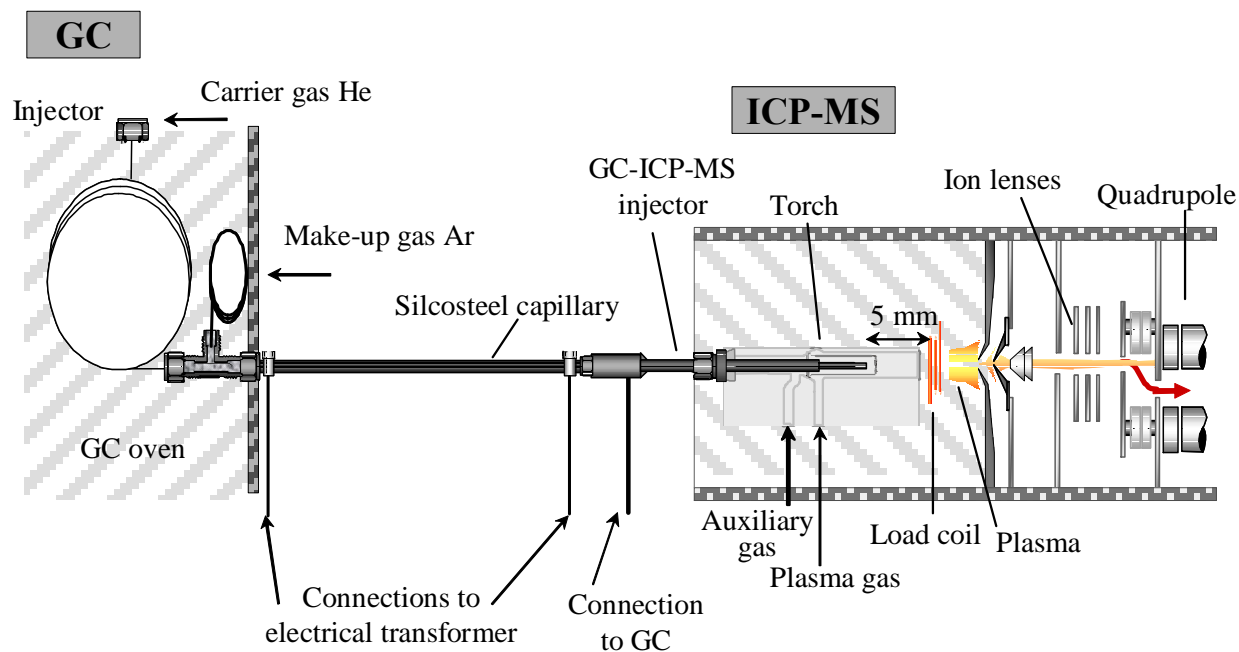 GC
Carrier gas He
Injector
ICP-MS
GC-ICP-MS
injector
Torch
Ion lenses
Quadrupole
Make-up gas Ar
Silcosteel capillary
5 mm
GC oven
Auxiliary
gas
Load coil
Plasma
Plasma gas
Connections to
electrical transformer
Connection
to GC